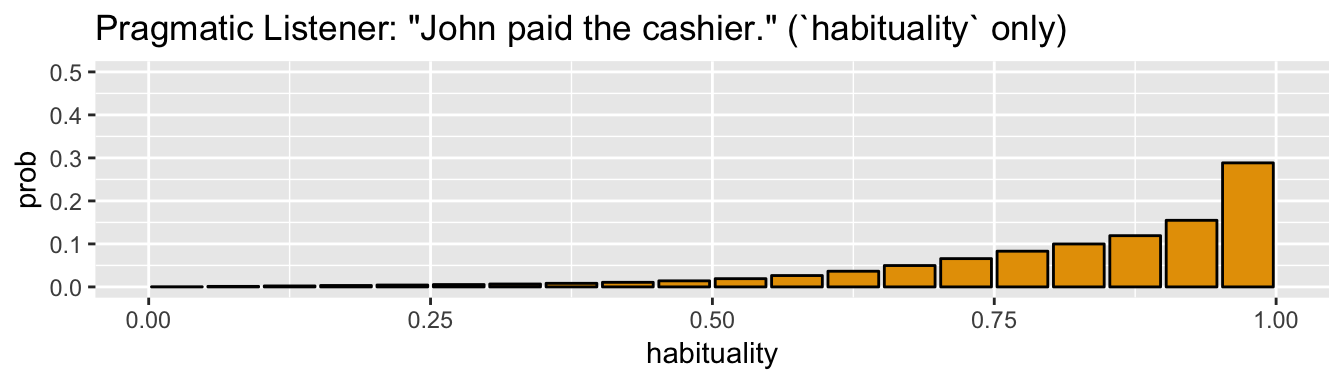 Pragmatic Listener: "John paid the cashier." (`habituality` only)
0.5
0.4
0.3
0.2
0.1
0.0
prob
0.00 0.25 0.50 0.75 1.00
habituality